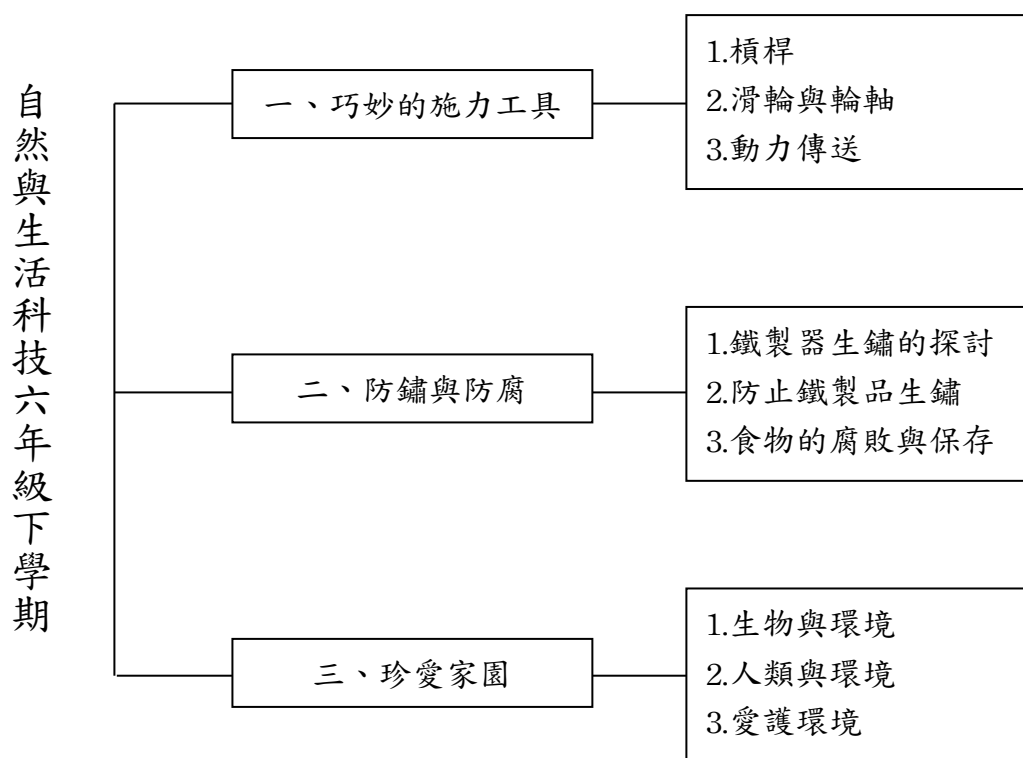 自然與生活科技六年級下學期
一、巧妙的施力工具
1.槓桿
2.滑輪與輪軸
3.動力傳送
二、防鏽與防腐
1.鐵製器生鏽的探討
2.防止鐵製品生鏽
3.食物的腐敗與保存
三、珍愛家園
1.生物與環境
2.人類與環境
3.愛護環境